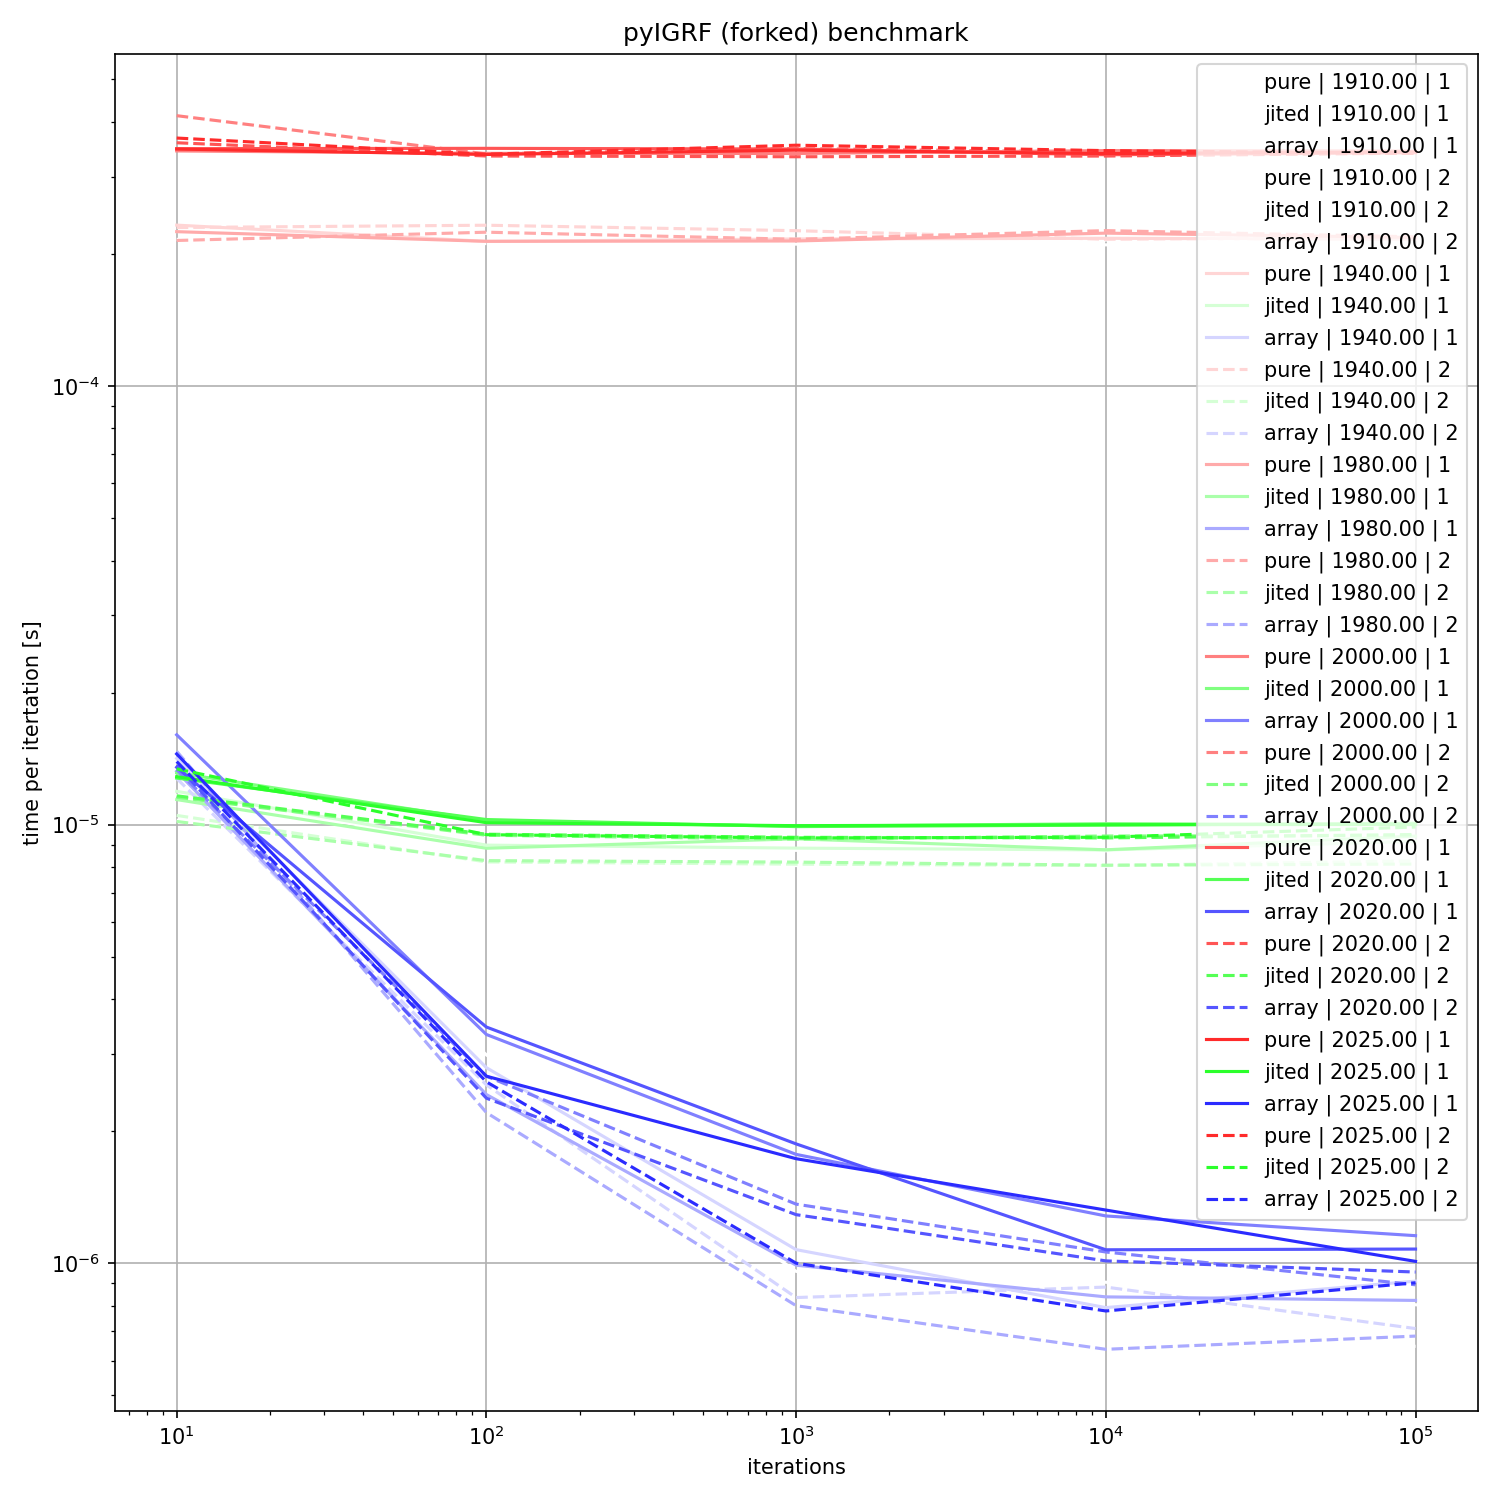 pyIGRF (forked) benchmark
pure | 1910.00 | 1
jited | 1910.00 | 1
array | 1910.00 | 1
pure | 1910.00 | 2
jited | 1910.00 | 2
array | 1910.00 | 2
pure | 1940.00 | 1
jited | 1940.00 | 1
array | 1940.00 | 1
pure | 1940.00 | 2
jited | 1940.00 | 2
array | 1940.00 | 2
pure | 1980.00 | 1
jited | 1980.00 | 1
array | 1980.00 | 1
pure | 1980.00 | 2
jited | 1980.00 | 2
array | 1980.00 | 2
pure | 2000.00 | 1
jited | 2000.00 | 1
array | 2000.00 | 1
pure | 2000.00 | 2
jited | 2000.00 | 2
array | 2000.00 | 2
pure | 2020.00 | 1
jited | 2020.00 | 1
array | 2020.00 | 1
pure | 2020.00 | 2
jited | 2020.00 | 2
array | 2020.00 | 2
pure | 2025.00 | 1
jited | 2025.00 | 1
array | 2025.00 | 1
pure | 2025.00 | 2
jited | 2025.00 | 2
array | 2025.00 | 2
time per itertation [s]
10⁻⁴
10⁻⁵
10⁻⁶
10¹ 10² 10³ 10⁴ 10⁵
iterations